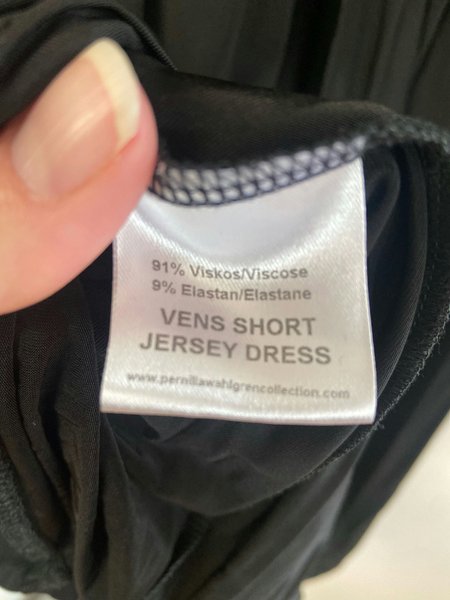 91% Viskos/Viscose
9% Elastan/Elastane
VENS SHORT
JERSEY DRESS
www.pernillawahlgrencollection.com